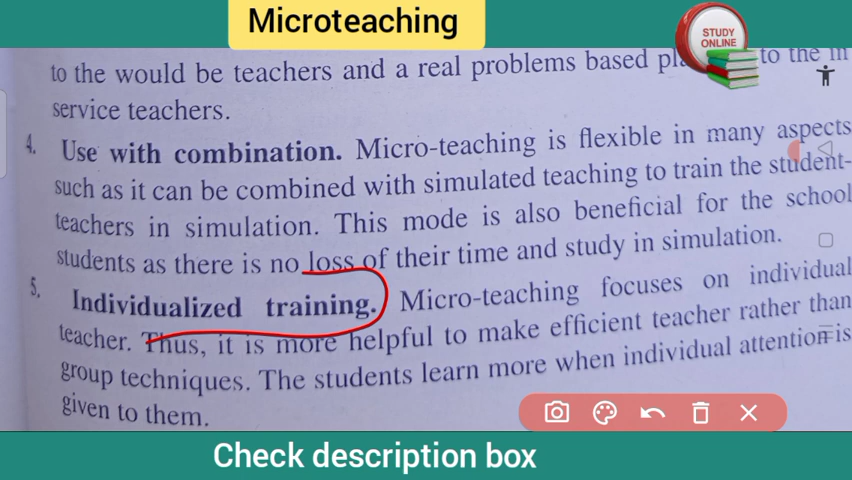 Microteaching
STUDY
ONLINE
to the would be teachers and a real problems based to the in
service teachers.
4. Use with combination. Micro-teaching is flexible in many aspects
such as it can be combined with simulated teaching to train the student-
teachers in simulation. This mode is also beneficial for the school
students as there is no loss of their time and study in simulation.
5. Individualized training. Micro-teaching focuses on individual
teacher. Thus, it is more helpful to make efficient teacher rather than
group techniques. The students learn more when individual attention is
given to them.
Check description box